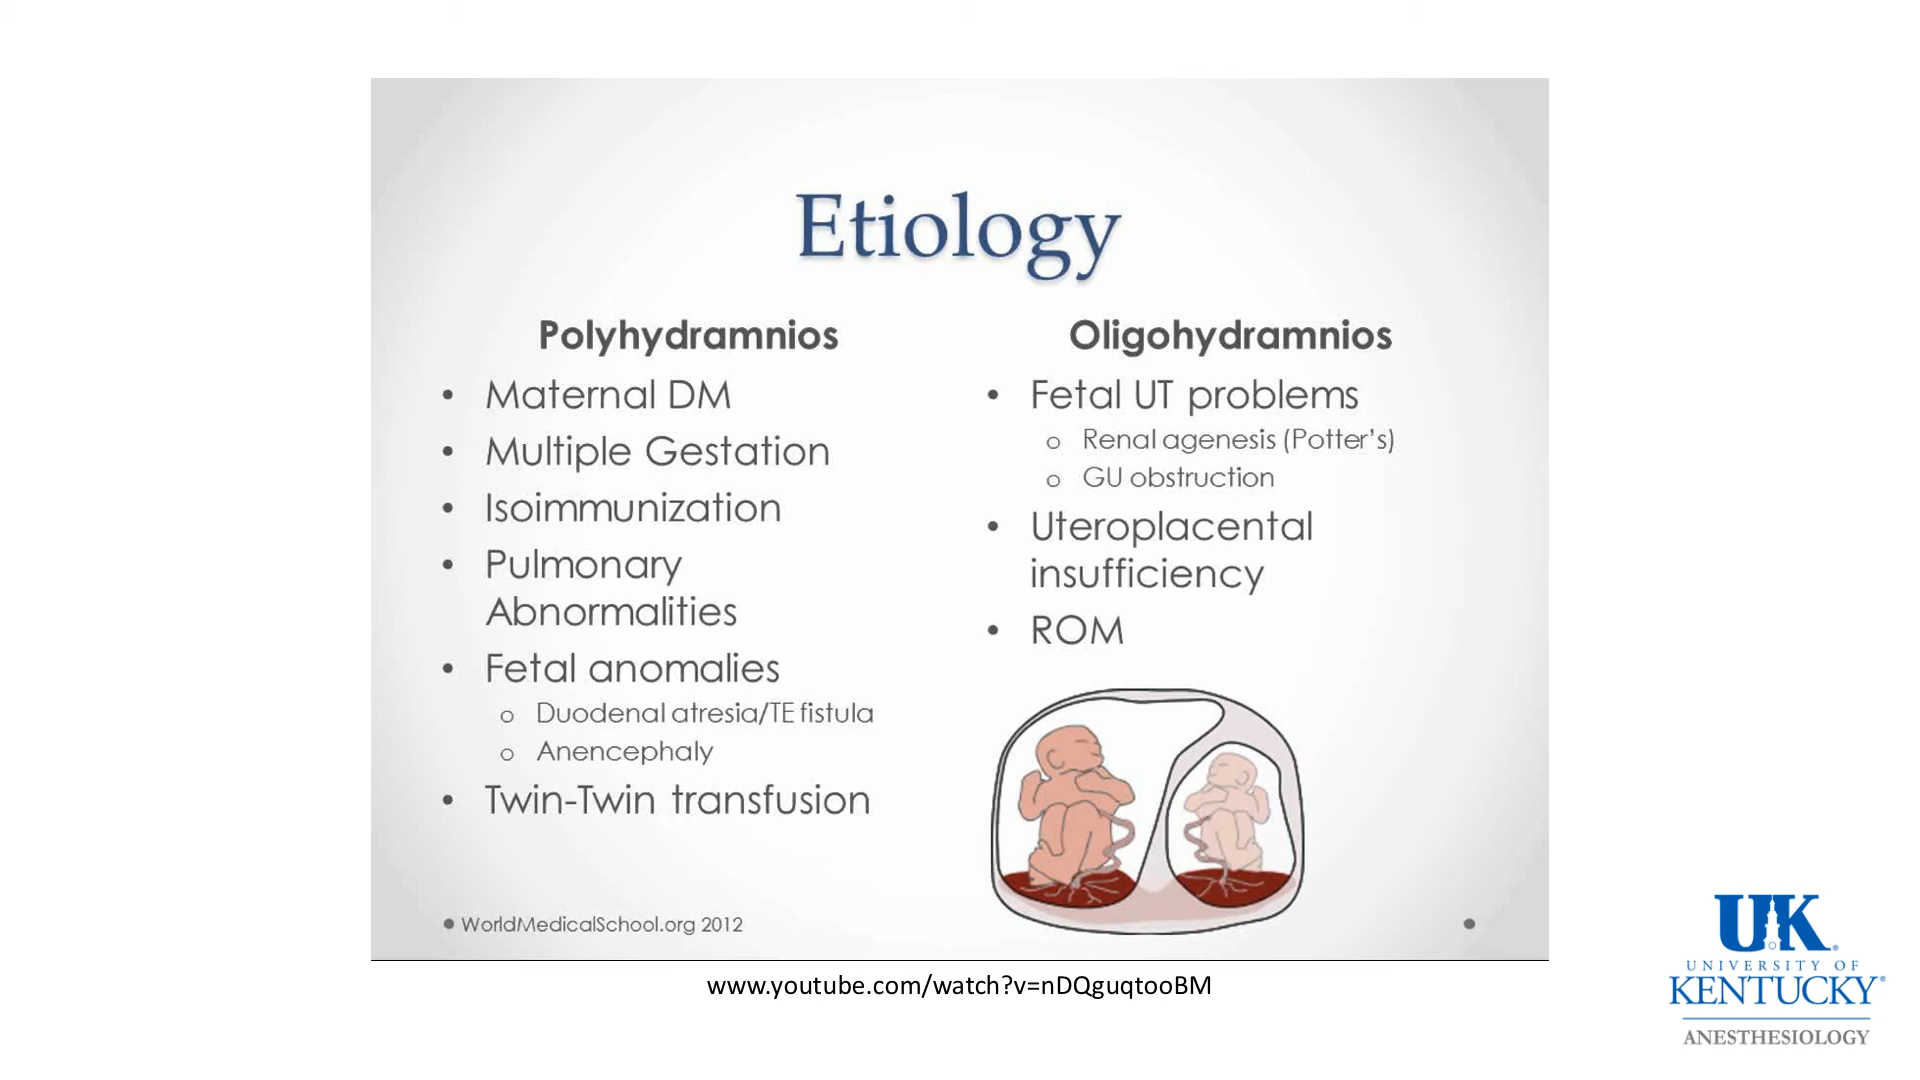 Etiology
Polyhydramnios
• Maternal DM
• Multiple Gestation
• Isoimmunization
• Pulmonary
Abnormalities
• Fetal anomalies
o Duodenal atresia/TE fistula
o Anencephaly
• Twin-Twin transfusion
Oligohydramnios
• Fetal UT problems
o Renal agenesis (Potter's)
o GU obstruction
• Uteroplacental
insufficiency
• ROM
• WorldMedicalSchool.org 2012
www.youtube.com/watch?v=nDQguqtooBM
UK®
UNIVERSITY OF
KENTUCKY®
ANESTHESIOLOGY